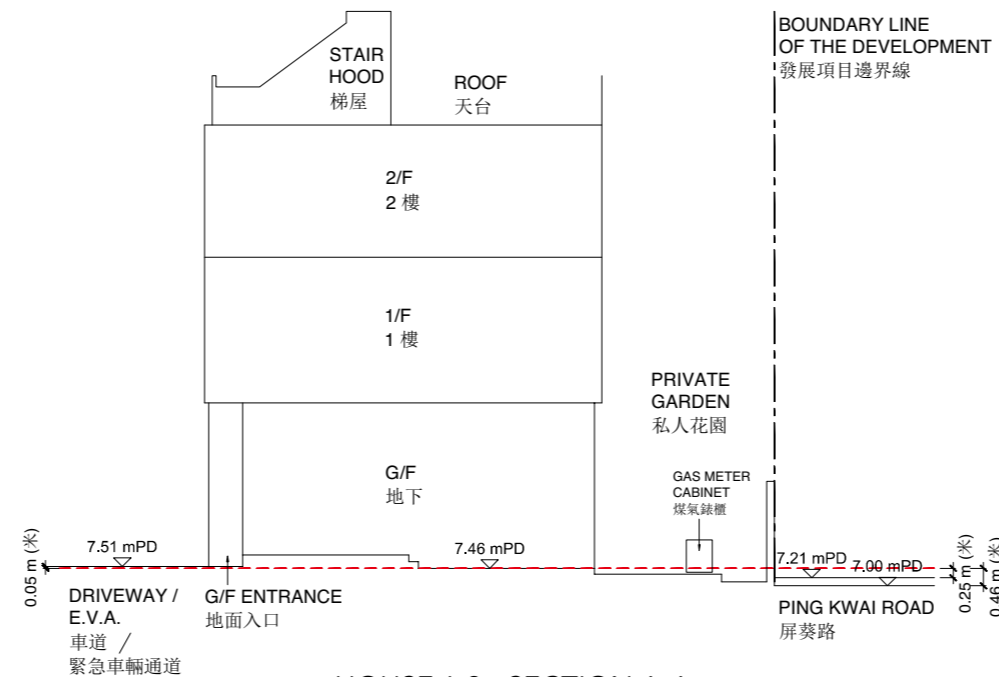 BOUNDARY LINE
OF THE DEVELOPMENT
發展項目邊界線
STAIR
HOOD
梯屋
ROOF
天台
2/F
2 樓
1/F
1 樓
PRIVATE
GARDEN
私人花園
G/F
地下
GAS METER
CABINET
煤氣錶櫃
0.05 m (米)
7.51 mPD
7.46 mPD
7.21 mPD
7.00 mPD
0.25 m (米)
0.46 m (米)
DRIVEWAY /
E.V.A.
車道 /
緊急車輛通道
G/F ENTRANCE
地面入口
PING KWAI ROAD
屏葵路